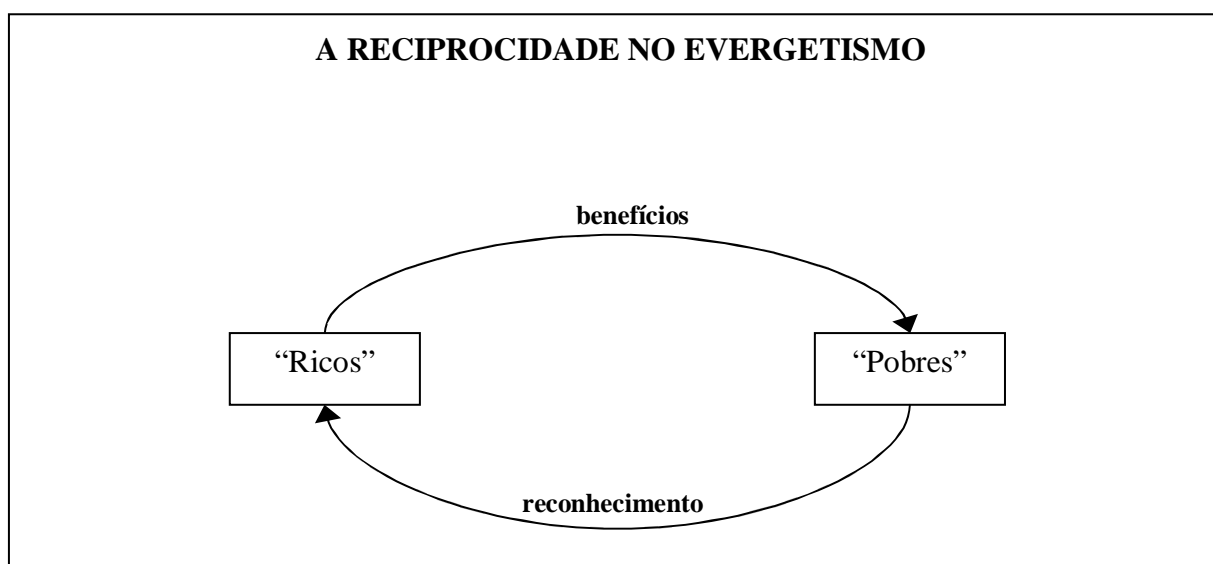 A RECIPROCIDADE NO EVERGETISMO
benefícios
“Ricos”
“Pobres”
reconhecimento